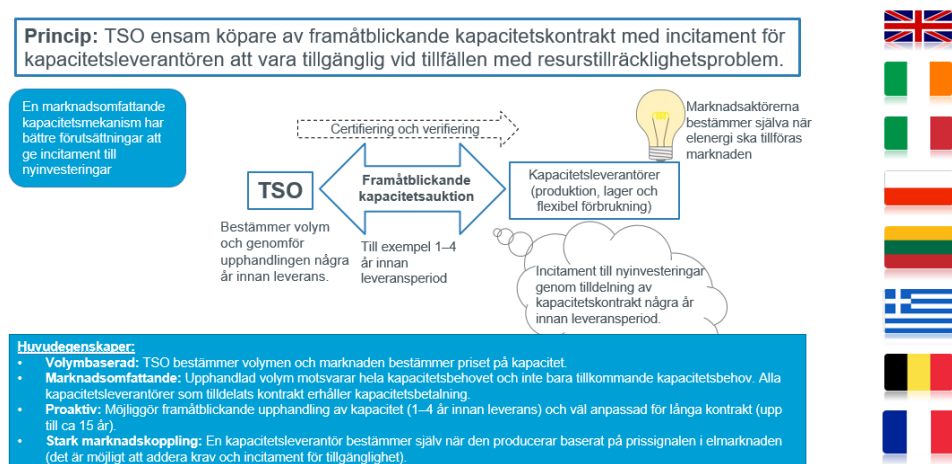 Princip: TSO ensam köpare av framåtblickande kapacitetskontrakt med incitament för
kapacitetsleverantören att vara tillgänglig vid tillfällen med resurstillräcklighetsproblem.
En marknadsomfattande
kapacitetsmekanism har
bättre förutsättningar att
ge incitament till
nyinvesteringar
Certifiering och verifiering
Marknadsaktörerna
bestämmer själva när
elenergi ska tillföras
marknaden
TSO
Framåtblickande
kapacitetsauktion
Kapacitetsleverantörer
(produktion, lager och
flexibel förbrukning)
Bestämmer volym
och genomför
upphandlingen några
år innan leverans.
Till exempel 1–4
år innan
leveransperiod
Incitament till nyinvesteringar
genom tilldelning av
kapacitetskontrakt några år
innan leveransperiod.
Huvudegenskaper:
• Volymbaserad: TSO bestämmer volymen och marknaden bestämmer priset på kapacitet.
• Marknadsomfattande: Upphandlad volym motsvarar hela kapacitetsbehovet och inte bara tillkommande kapacitetsbehov. Alla
kapacitetsleverantörer som tilldelats kontrakt erhåller kapacitetsbetalning.
• Proaktiv: Möjliggör framåtblickande upphandling av kapacitet (1–4 år innan leverans) och väl anpassad för långa kontrakt (upp
till ca 15 år).
• Stark marknadskoppling: En kapacitetsleverantör bestämmer själv när den producerar baserat på prissignalen i elmarknaden
(det är möjligt att addera krav och incitament för tillgänglighet).